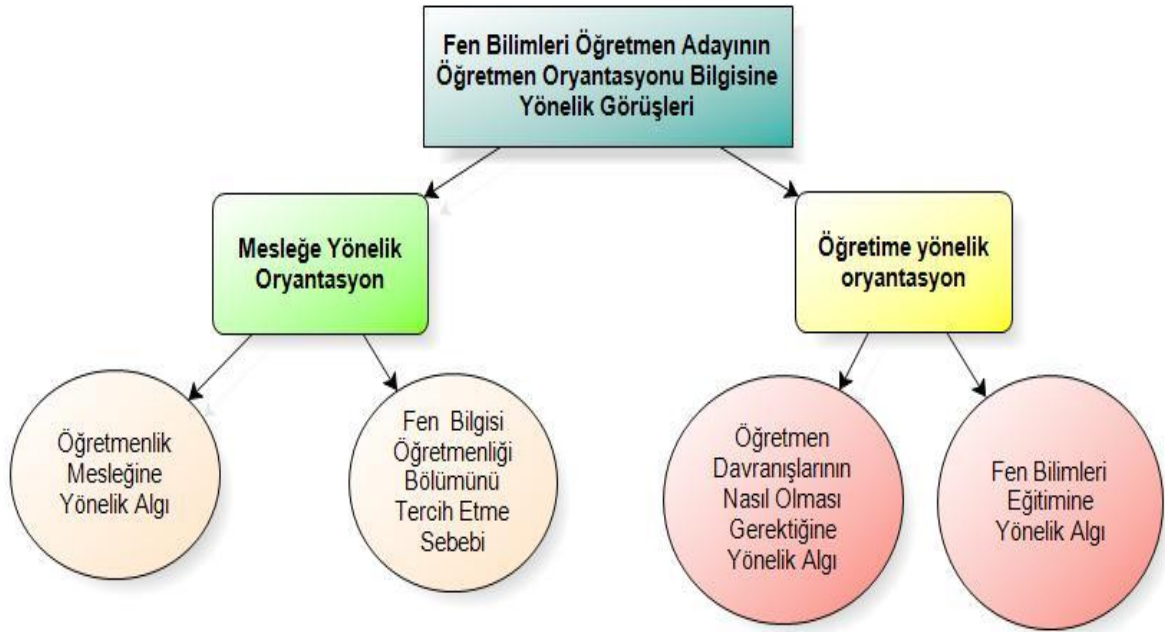 Fen Bilimleri Öğretmen Adayının
Öğretmen Oryantasyonu Bilgisine
Yönelik Görüşleri
Mesleğe Yönelik
Oryantasyon
Öğretime yönelik
oryantasyon
Öğretmenlik
Mesleğine
Yönelik Algı
Fen Bilgisi
Öğretmenliği
Bölümünü
Tercih Etme
Sebebi
Öğretmen
Davranışlarının
Nasıl Olması
Gerektiğine
Yönelik Algı
Fen Bilimleri
Eğitimine
Yönelik Algı